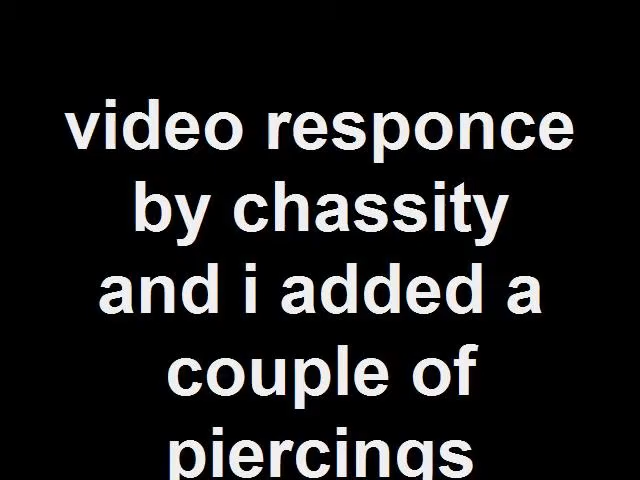 video responce
by chassity
and i added a
couple of
piercings